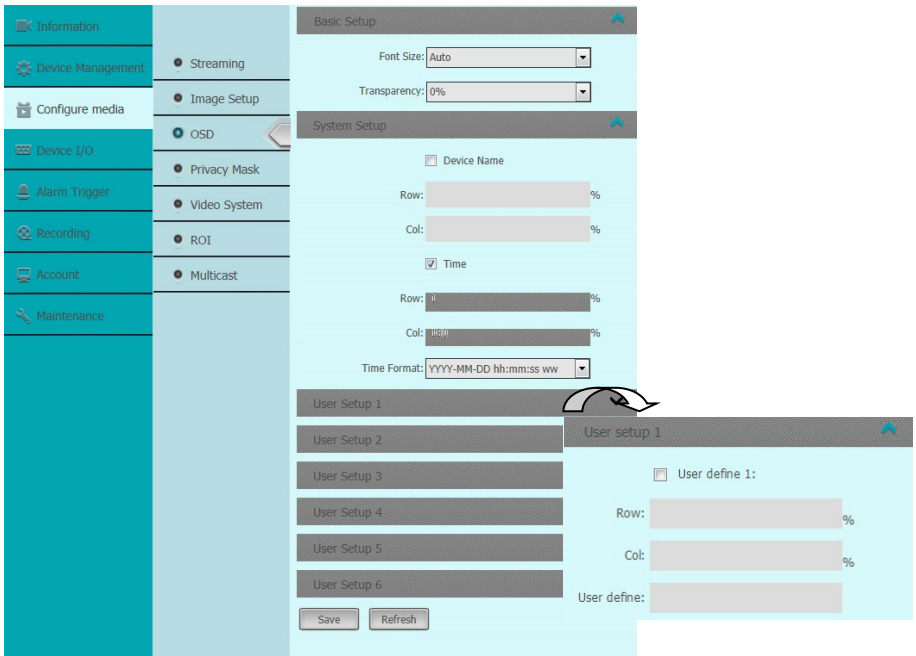 Information
Device Management
Configure media
Device I/O
Alarm Trigger
Recording
Account
Maintenance
Streaming
Image Setup
OSD
Privacy Mask
Video System
ROI
Multicast
Basic Setup
Font Size: Auto
Transparency: 0%
System Setup
Device Name
Row: %
Col: %
Time
Row: %
Col: %
Time Format: YYYY-MM-DD hh:mm:ss ww
User Setup 1
User Setup 2
User Setup 3
User Setup 4
User Setup 5
User Setup 6
Save Refresh
User setup 1
User define 1:
Row: %
Col: %
User define: